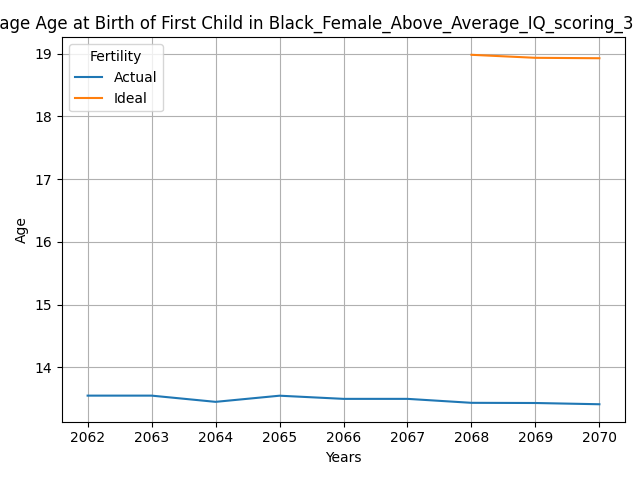 age Age at Birth of First Child in Black_Female_Above_Average_IQ_scoring_3
Fertility
Actual
Ideal
19
18
17
16
15
14
Age
2062 2063 2064 2065 2066 2067 2068 2069 2070
Years